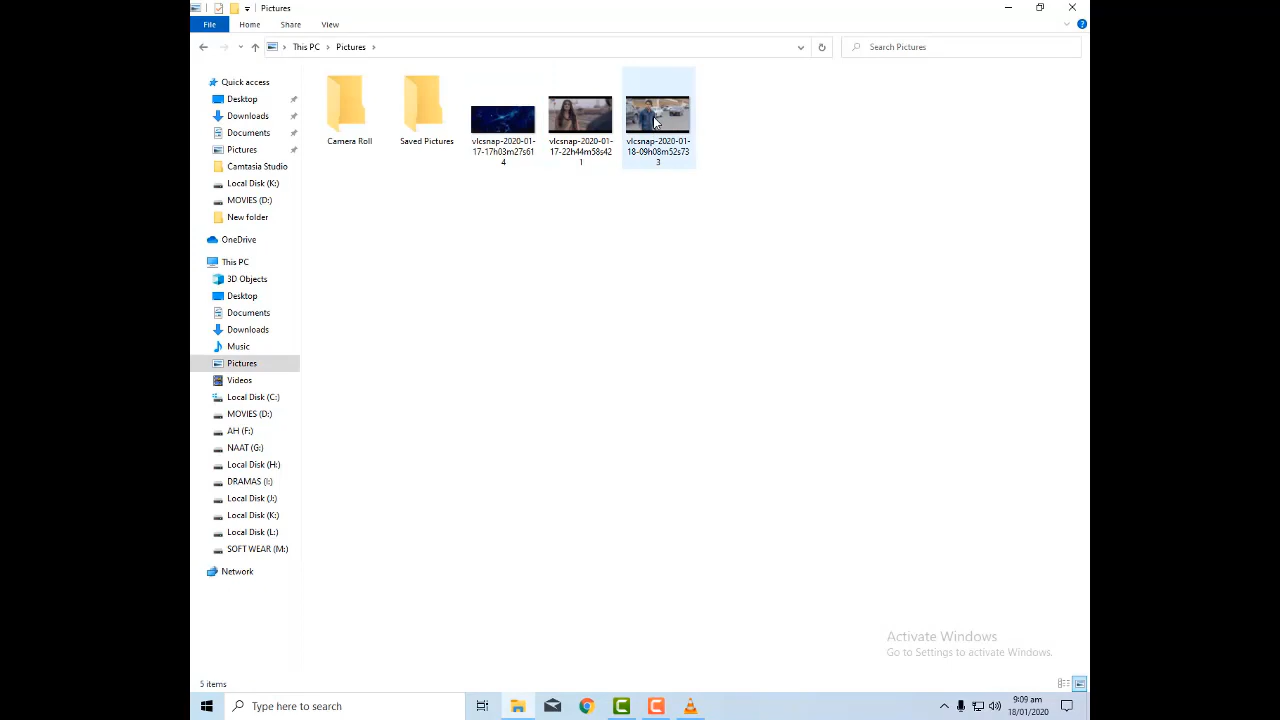 Pictures
File Home Share View
This PC Pictures Search Pictures
Quick access
Desktop
Downloads
Documents
Pictures
Camtasia Studio
Local Disk (K:)
MOVIES (D:)
New folder
OneDrive
This PC
3D Objects
Desktop
Documents
Downloads
Music
Pictures
Videos
Local Disk (C:)
MOVIES (D:)
AH (F:)
NAAT (G:)
Local Disk (H:)
DRAMAS (I:)
Local Disk (J:)
Local Disk (K:)
Local Disk (L:)
SOFT WEAR (M:)
Network
Camera Roll
Saved Pictures
vlcsnap-2020-01-
17-17h03m27s61
4
vlcsnap-2020-01-
17-22h44m58s42
1
vlcsnap-2020-01-
18-09h08m52s73
3
Activate Windows
Go to Settings to activate Windows.
5 items
Type here to search
9:09 am
18/01/2020